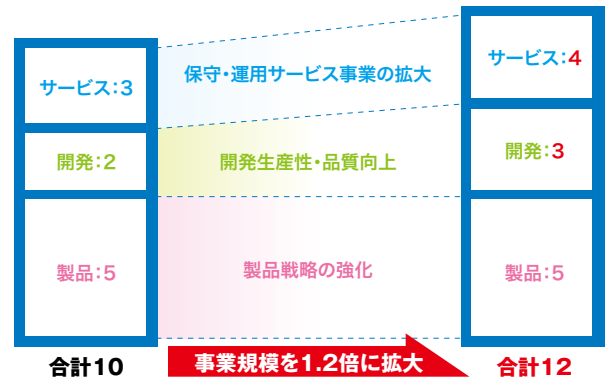 サービス:3
保守・運用サービス事業の拡大
サービス:4
開発:2
開発生産性・品質向上
開発:3
製品:5
製品戦略の強化
製品:5
合計10
事業規模を1.2倍に拡大
合計12